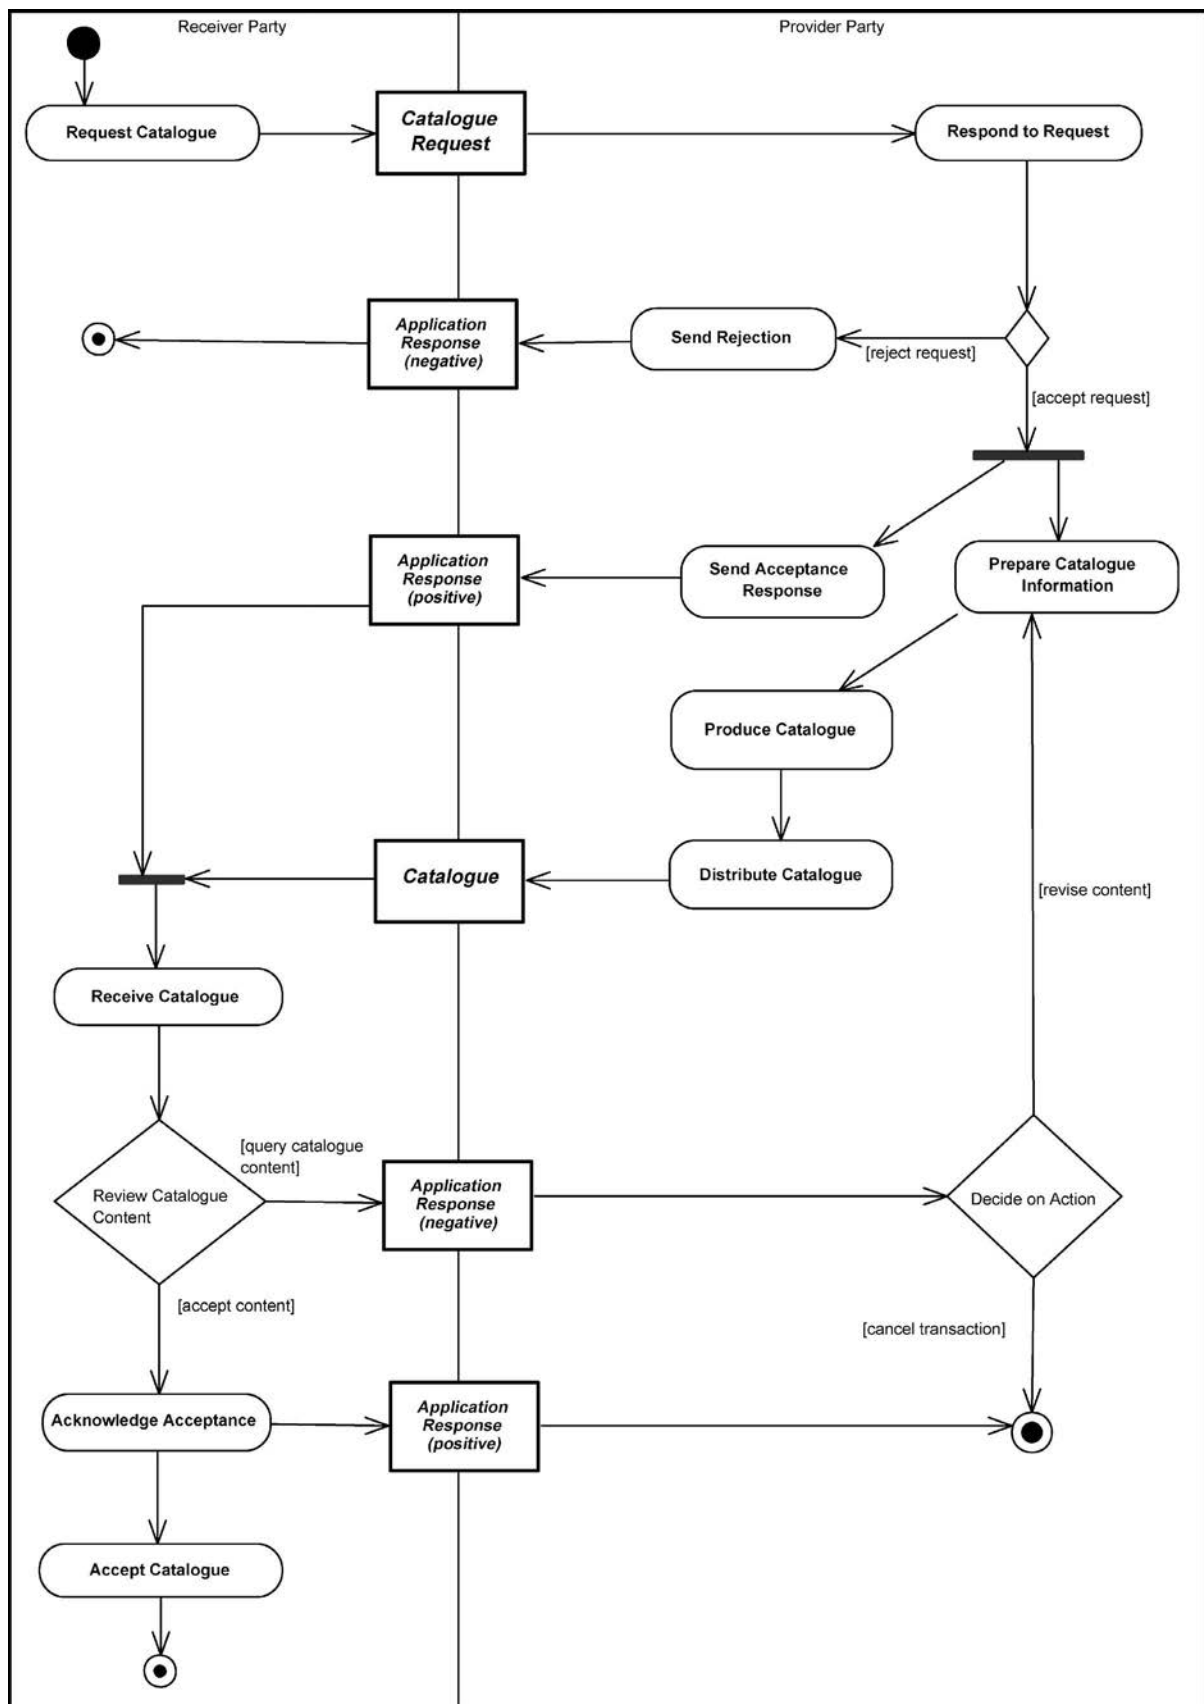 Receiver Party
Provider Party
Request Catalogue
Catalogue
Request
Respond to Request
Application
Response
(negative)
Send Rejection
[reject request]
[accept request]
Application
Response
(positive)
Send Acceptance
Response
Prepare Catalogue
Information
Produce Catalogue
Catalogue
Distribute Catalogue
[revise content]
Receive Catalogue
[query catalogue
content]
Review Catalogue
Content
Application
Response
(negative)
Decide on Action
[accept content]
[cancel transaction]
Acknowledge Acceptance
Application
Response
(positive)
Accept Catalogue